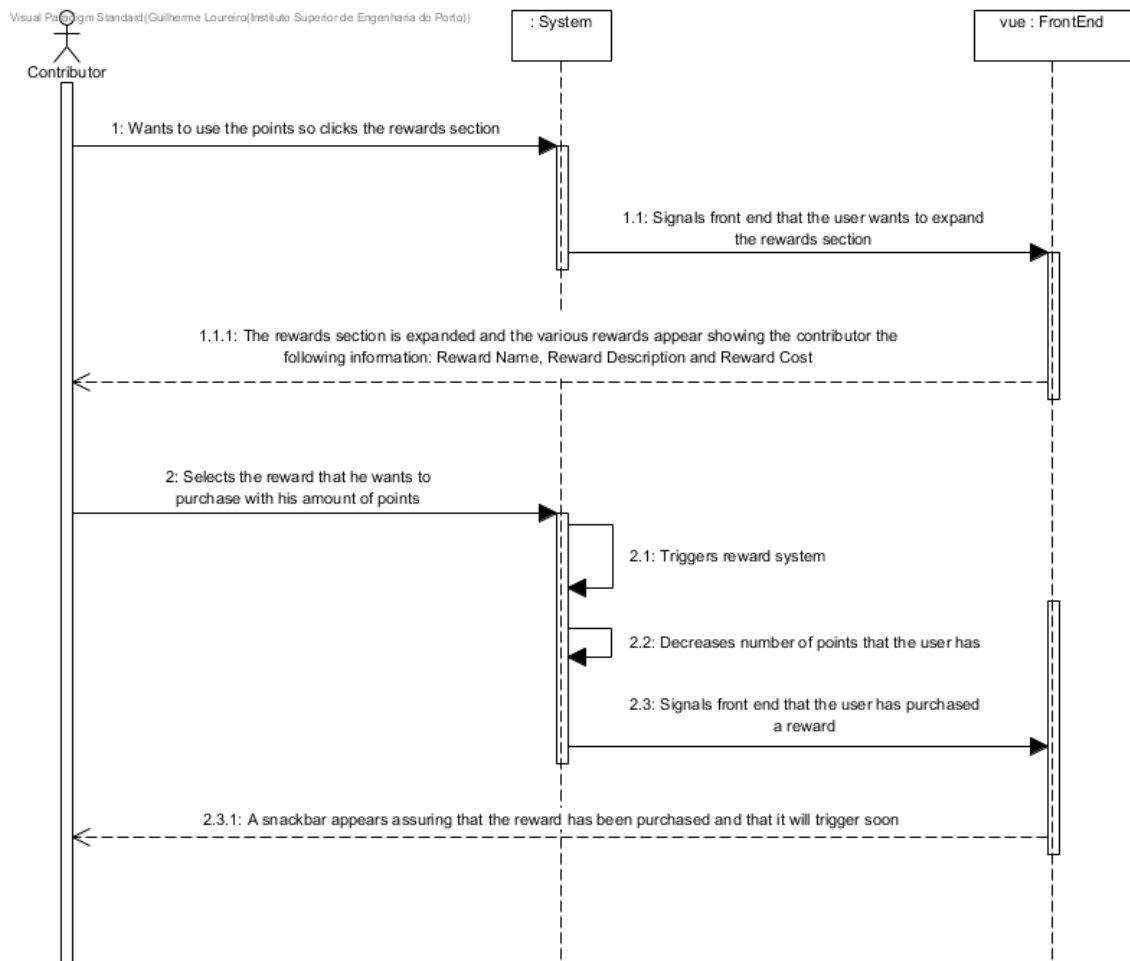 Visual Paradigm Standard(Guilherme Loureiro(Instituto Superior de Engenharia do Porto))
: System
vue : FrontEnd
Contributor
1: Wants to use the points so clicks the rewards section
1.1: Signals front end that the user wants to expand
the rewards section
1.1.1: The rewards section is expanded and the various rewards appear showing the contributor the
following information: Reward Name, Reward Description and Reward Cost
2: Selects the reward that he wants to
purchase with his amount of points
2.1: Triggers reward system
2.2: Decreases number of points that the user has
2.3: Signals front end that the user has purchased
a reward
2.3.1: A snackbar appears assuring that the reward has been purchased and that it will trigger soon